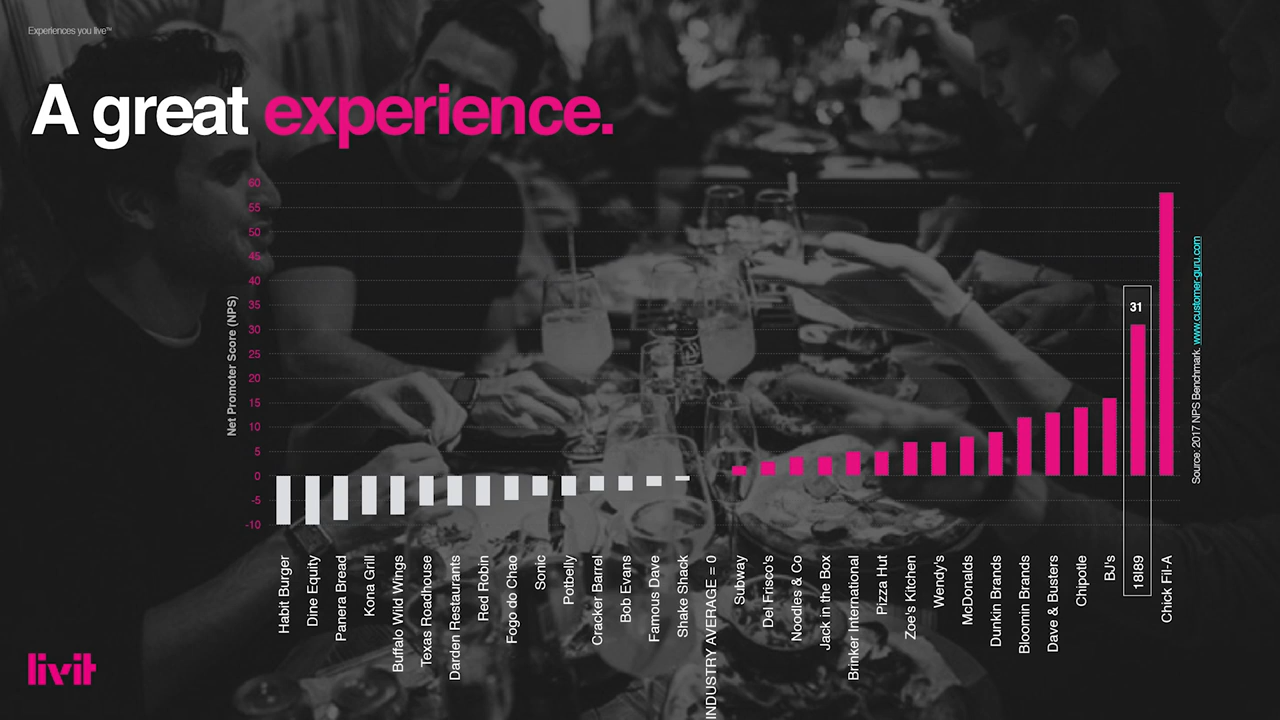 Experiences you live™
A great experience.
60
55
50
45
40
35
30
25
20
15
10
5
0
-5
-10
Net Promoter Score (NPS)
31
Habit Burger
Dine Equity
Panera Bread
Kona Grill
Buffalo Wild Wings
Texas Roadhouse
Darden Restaurants
Red Robin
Fogo do Chao
Sonic
Potbelly
Cracker Barrel
Bob Evans
Famous Dave
Shake Shack
INDUSTRY AVERAGE = 0
Subway
Del Frisco's
Noodles & Co
Jack in the Box
Brinker International
Pizza Hut
Zoe's Kitchen
Wendy's
McDonalds
Dunkin Brands
Bloomin Brands
Dave & Busters
Chipotle
BJ's
18|89
Chick Fil-A
Source: 2017 NPS Benchmark. www.customer-guru.com
livit